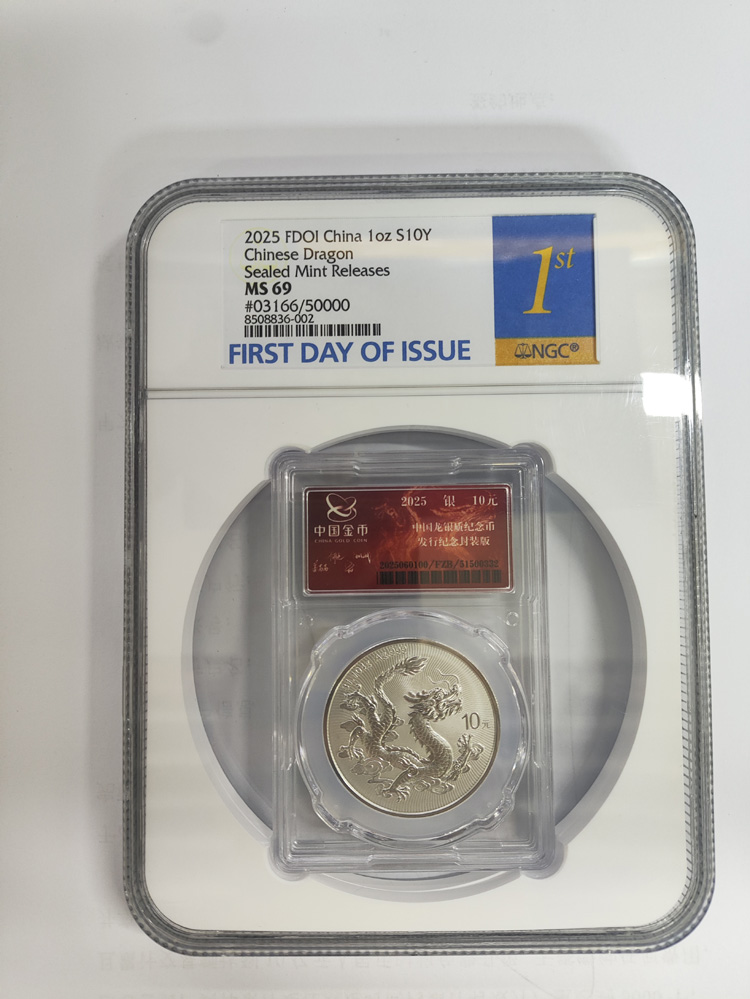 2025 FDOI China 1oz S10Y
Chinese Dragon
Sealed Mint Releases
MS 69
#03166/50000
8508836-002
FIRST DAY OF ISSUE
1st
NGC®
中国金币
CHINA GOLD COIN
2025 银 10元
中国龙银质纪念币
发行纪念封装版
10元